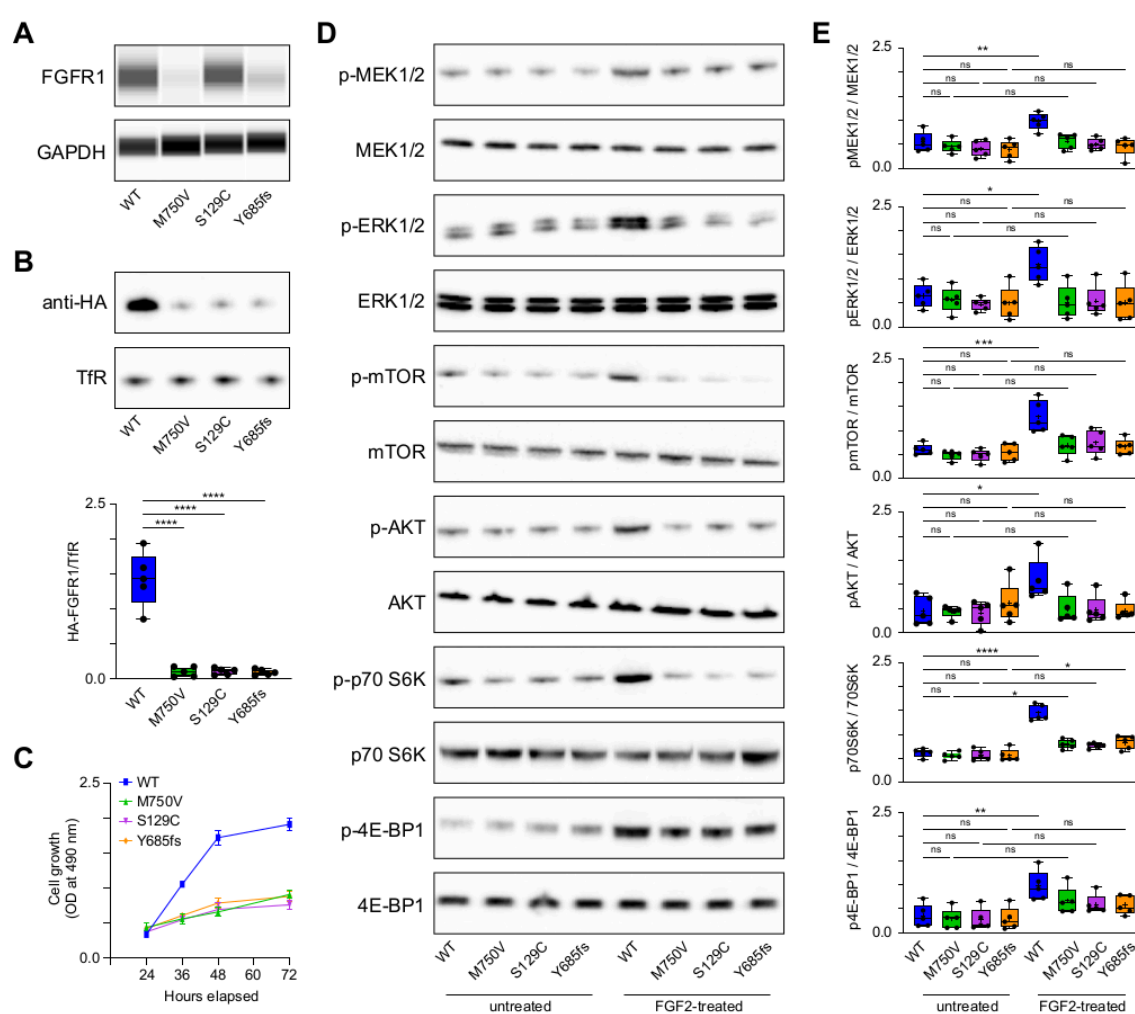 A
FGFR1
GAPDH
WT
M750V
S129C
Y685fs
B
anti-HA
TfR
WT
M750V
S129C
Y685fs
2.5
0.0
HA-FGFR1/TfR
****
****
****
WT
M750V
S129C
Y685fs
C
2.5
0.0
Cell growth
(OD at 490 nm)
WT
M750V
S129C
Y685fs
24 36 48 60 72
Hours elapsed
D
p-MEK1/2
MEK1/2
p-ERK1/2
ERK1/2
p-mTOR
mTOR
p-AKT
AKT
p-p70 S6K
p70 S6K
p-4E-BP1
4E-BP1
WT
M750V
S129C
Y685fs
WT
M750V
S129C
Y685fs
untreated
FGF2-treated
E
pMEK1/2 / MEK1/2
2.5
0.0
**
ns ns
ns ns
ns ns
pERK1/2 / ERK1/2
2.5
0.0
*
ns ns
ns ns
ns ns
pmTOR / mTOR
2.5
0.0
***
ns ns
ns ns
ns ns
pAKT / AKT
2.5
0.0
*
ns ns
ns ns
ns ns
p70S6K / 70S6K
2.5
0.0
****
ns *
ns ns
ns *
p4E-BP1 / 4E-BP1
2.5
0.0
**
ns ns
ns ns
ns ns
WT
M750V
S129C
Y685fs
WT
M750V
S129C
Y685fs
untreated
FGF2-treated